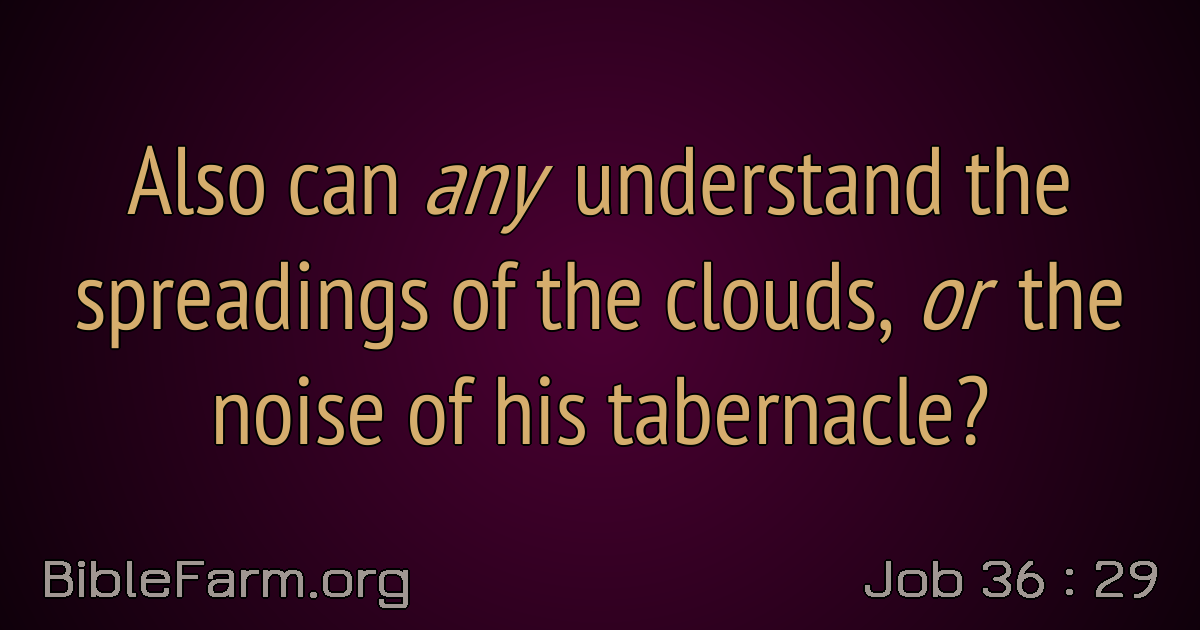 Also can any understand the
spreadings of the clouds, or the
noise of his tabernacle?
BibleFarm.org
Job 36 : 29